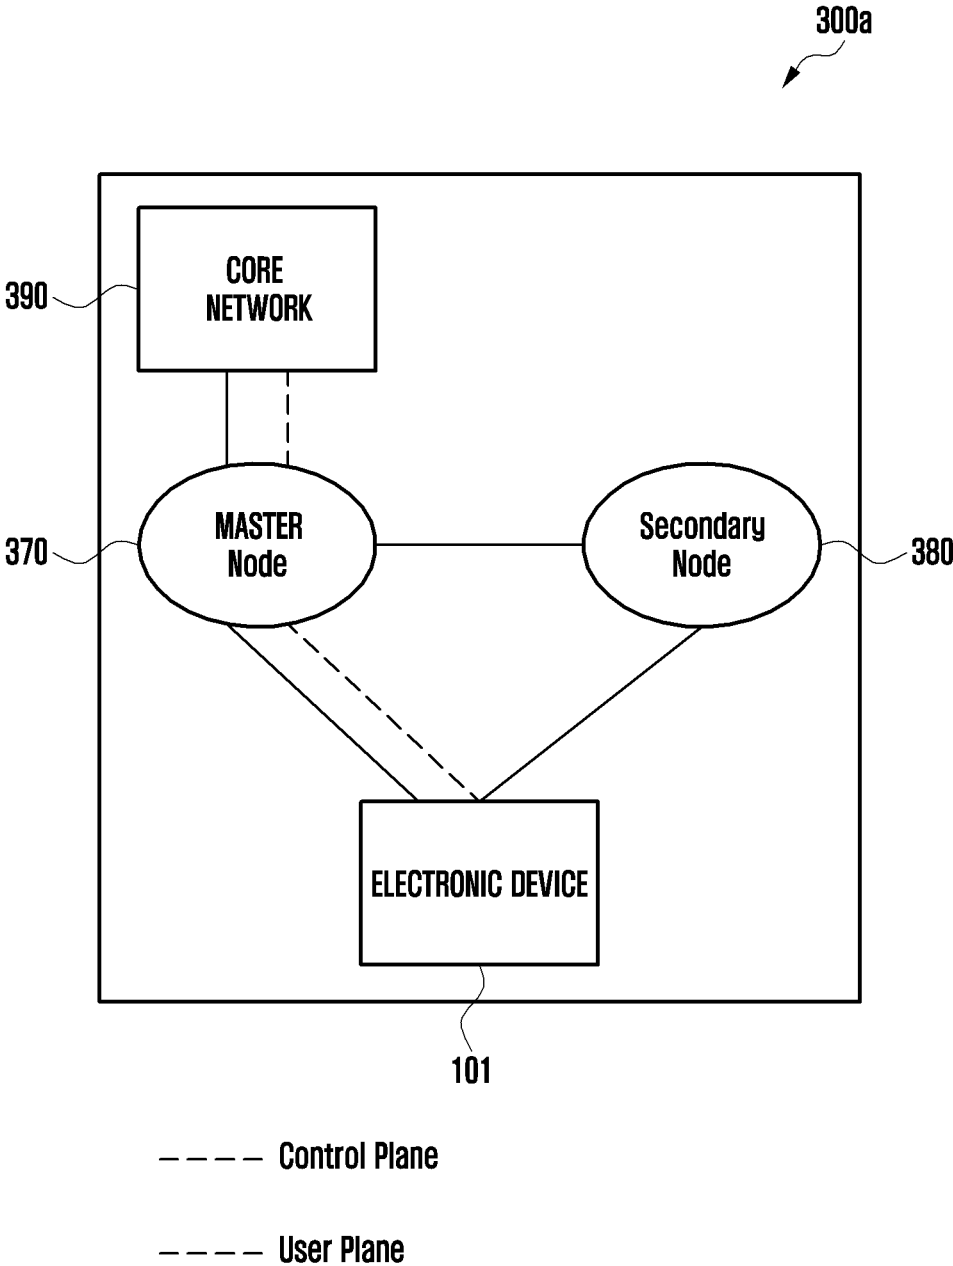 300a
CORE
NETWORK
390
MASTER
Node
370
Secondary
Node
380
ELECTRONIC DEVICE
101
Control Plane
User Plane